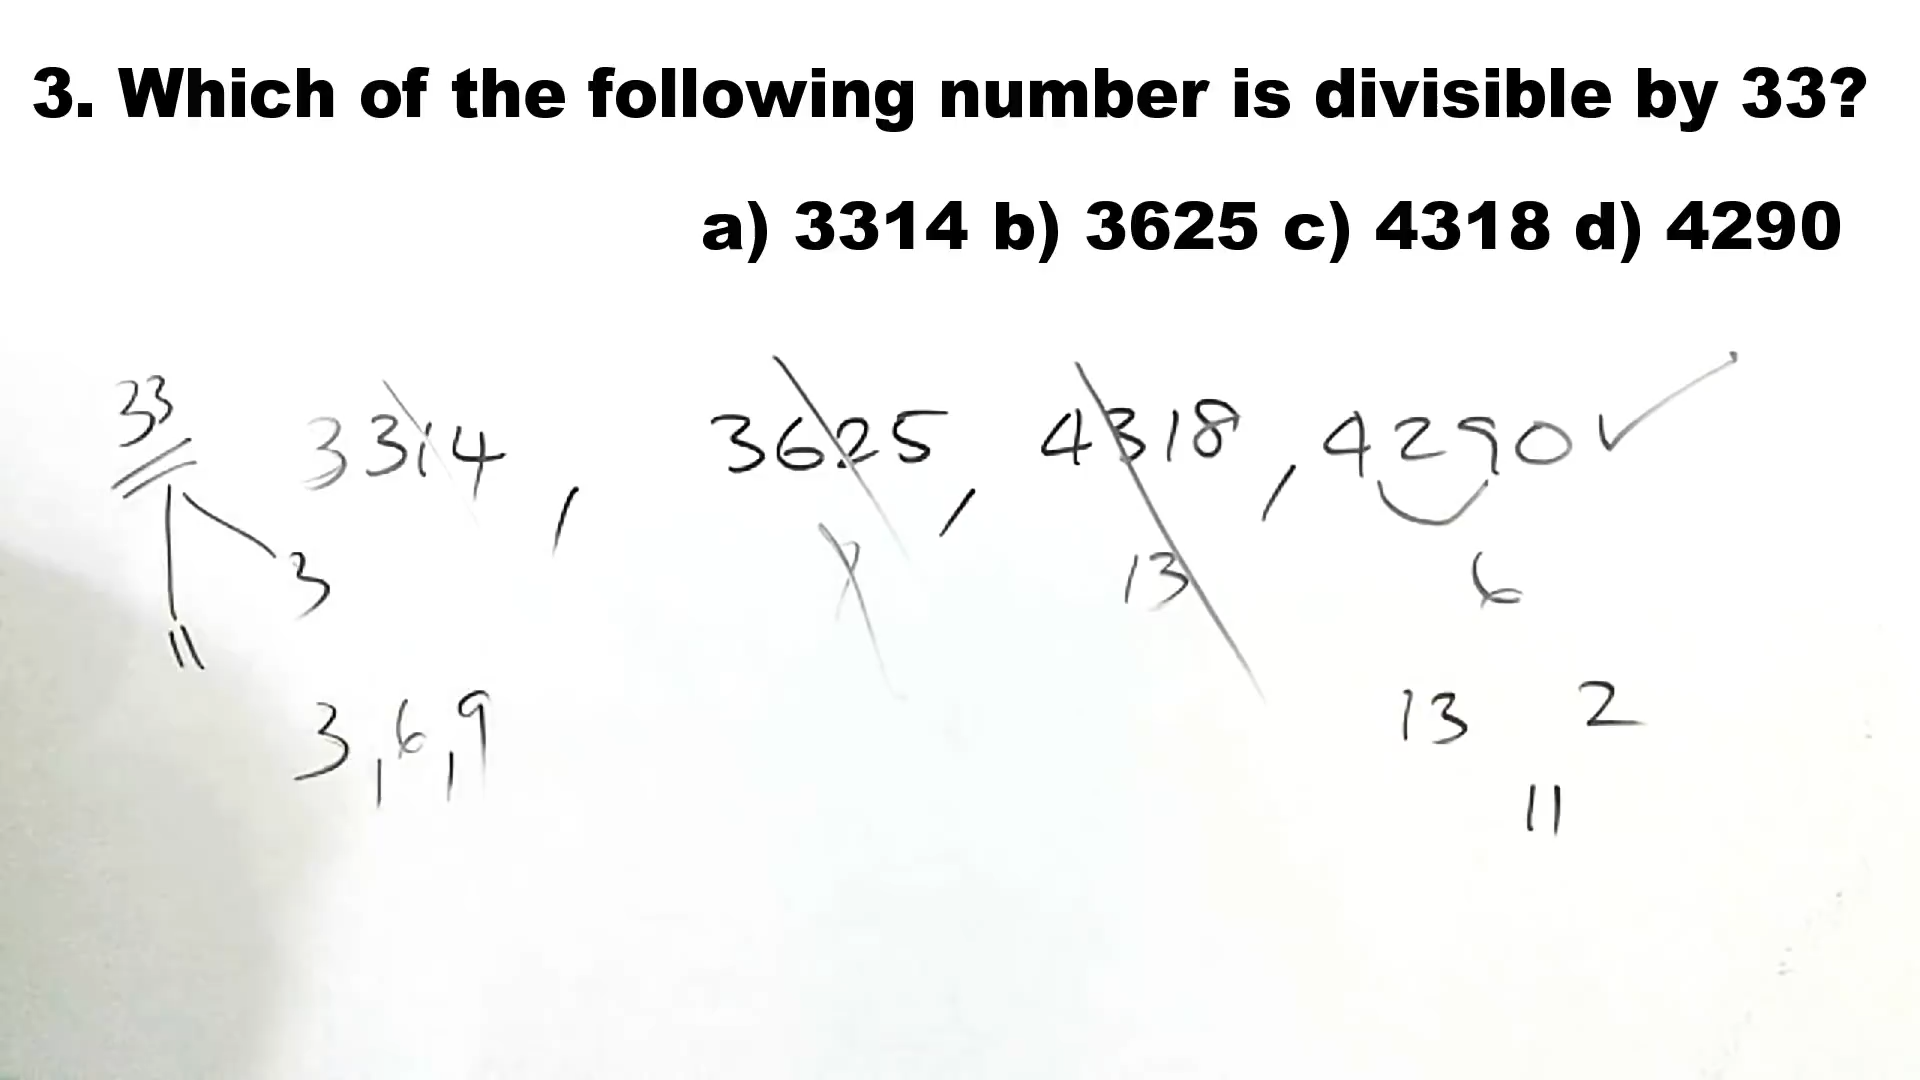 3. Which of the following number is divisible by 33?
a) 3314 b) 3625 c) 4318 d) 4290
33 3314, 3625, 4318, 4290 ✓
3 13 6
11
3, 6, 9 13 2
11